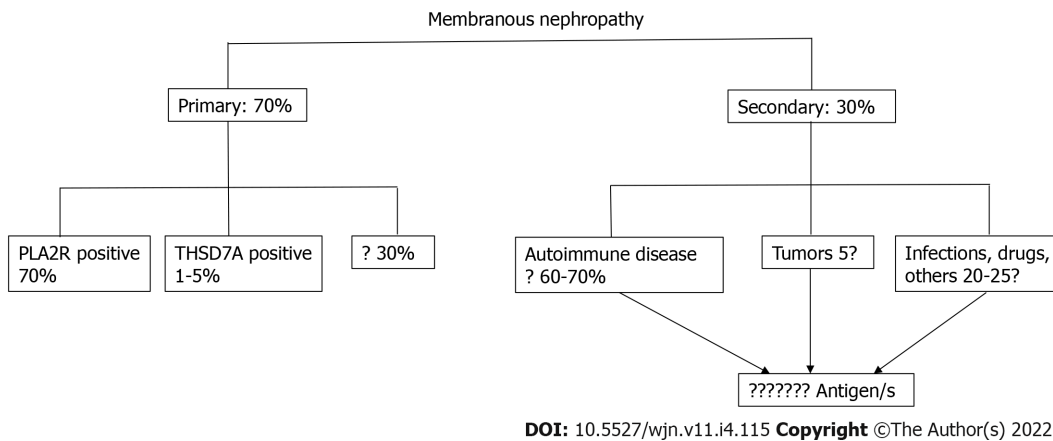 Membranous nephropathy
Primary: 70%
Secondary: 30%
PLA2R positive
70%
THSD7A positive
1-5%
? 30%
Autoimmune disease
? 60-70%
Tumors 5?
Infections, drugs,
others 20-25?
??????? Antigen/s
DOI: 10.5527/wjn.v11.i4.115 Copyright ©The Author(s) 2022